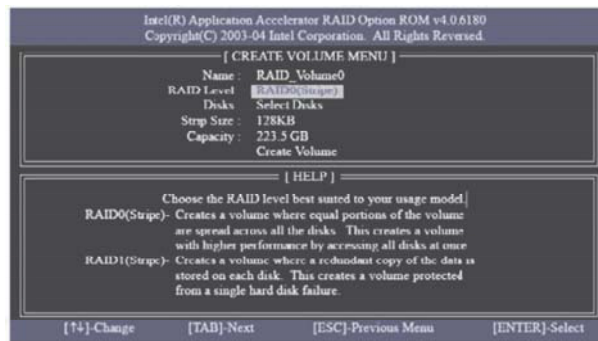 Intel(R) Application Accelerator RAID Option ROM v4.0.6180
Copyright(C) 2003-04 Intel Corporation. All Rights Reversed.
[ CREATE VOLUME MENU ]
Name : RAID_Volume0
RAID Level RAID0(Stripe)
Disks Select Disks
Strip Size : 128KB
Capacity : 223.5 GB
Create Volume
[ HELP ]
Choose the RAID level best suited to your usage model.
RAID0(Stripe)- Creates a volume where equal portions of the volume
are spread across all the disks. This creates a volume
with higher performance by accessing all disks at once
RAID1(Stripe)- Creates a volume where a redundant copy of the data is
stored on each disk. This creates a volume protected
from a single hard disk failure.
[↑↓]-Change [TAB]-Next [ESC]-Previous Menu [ENTER]-Select